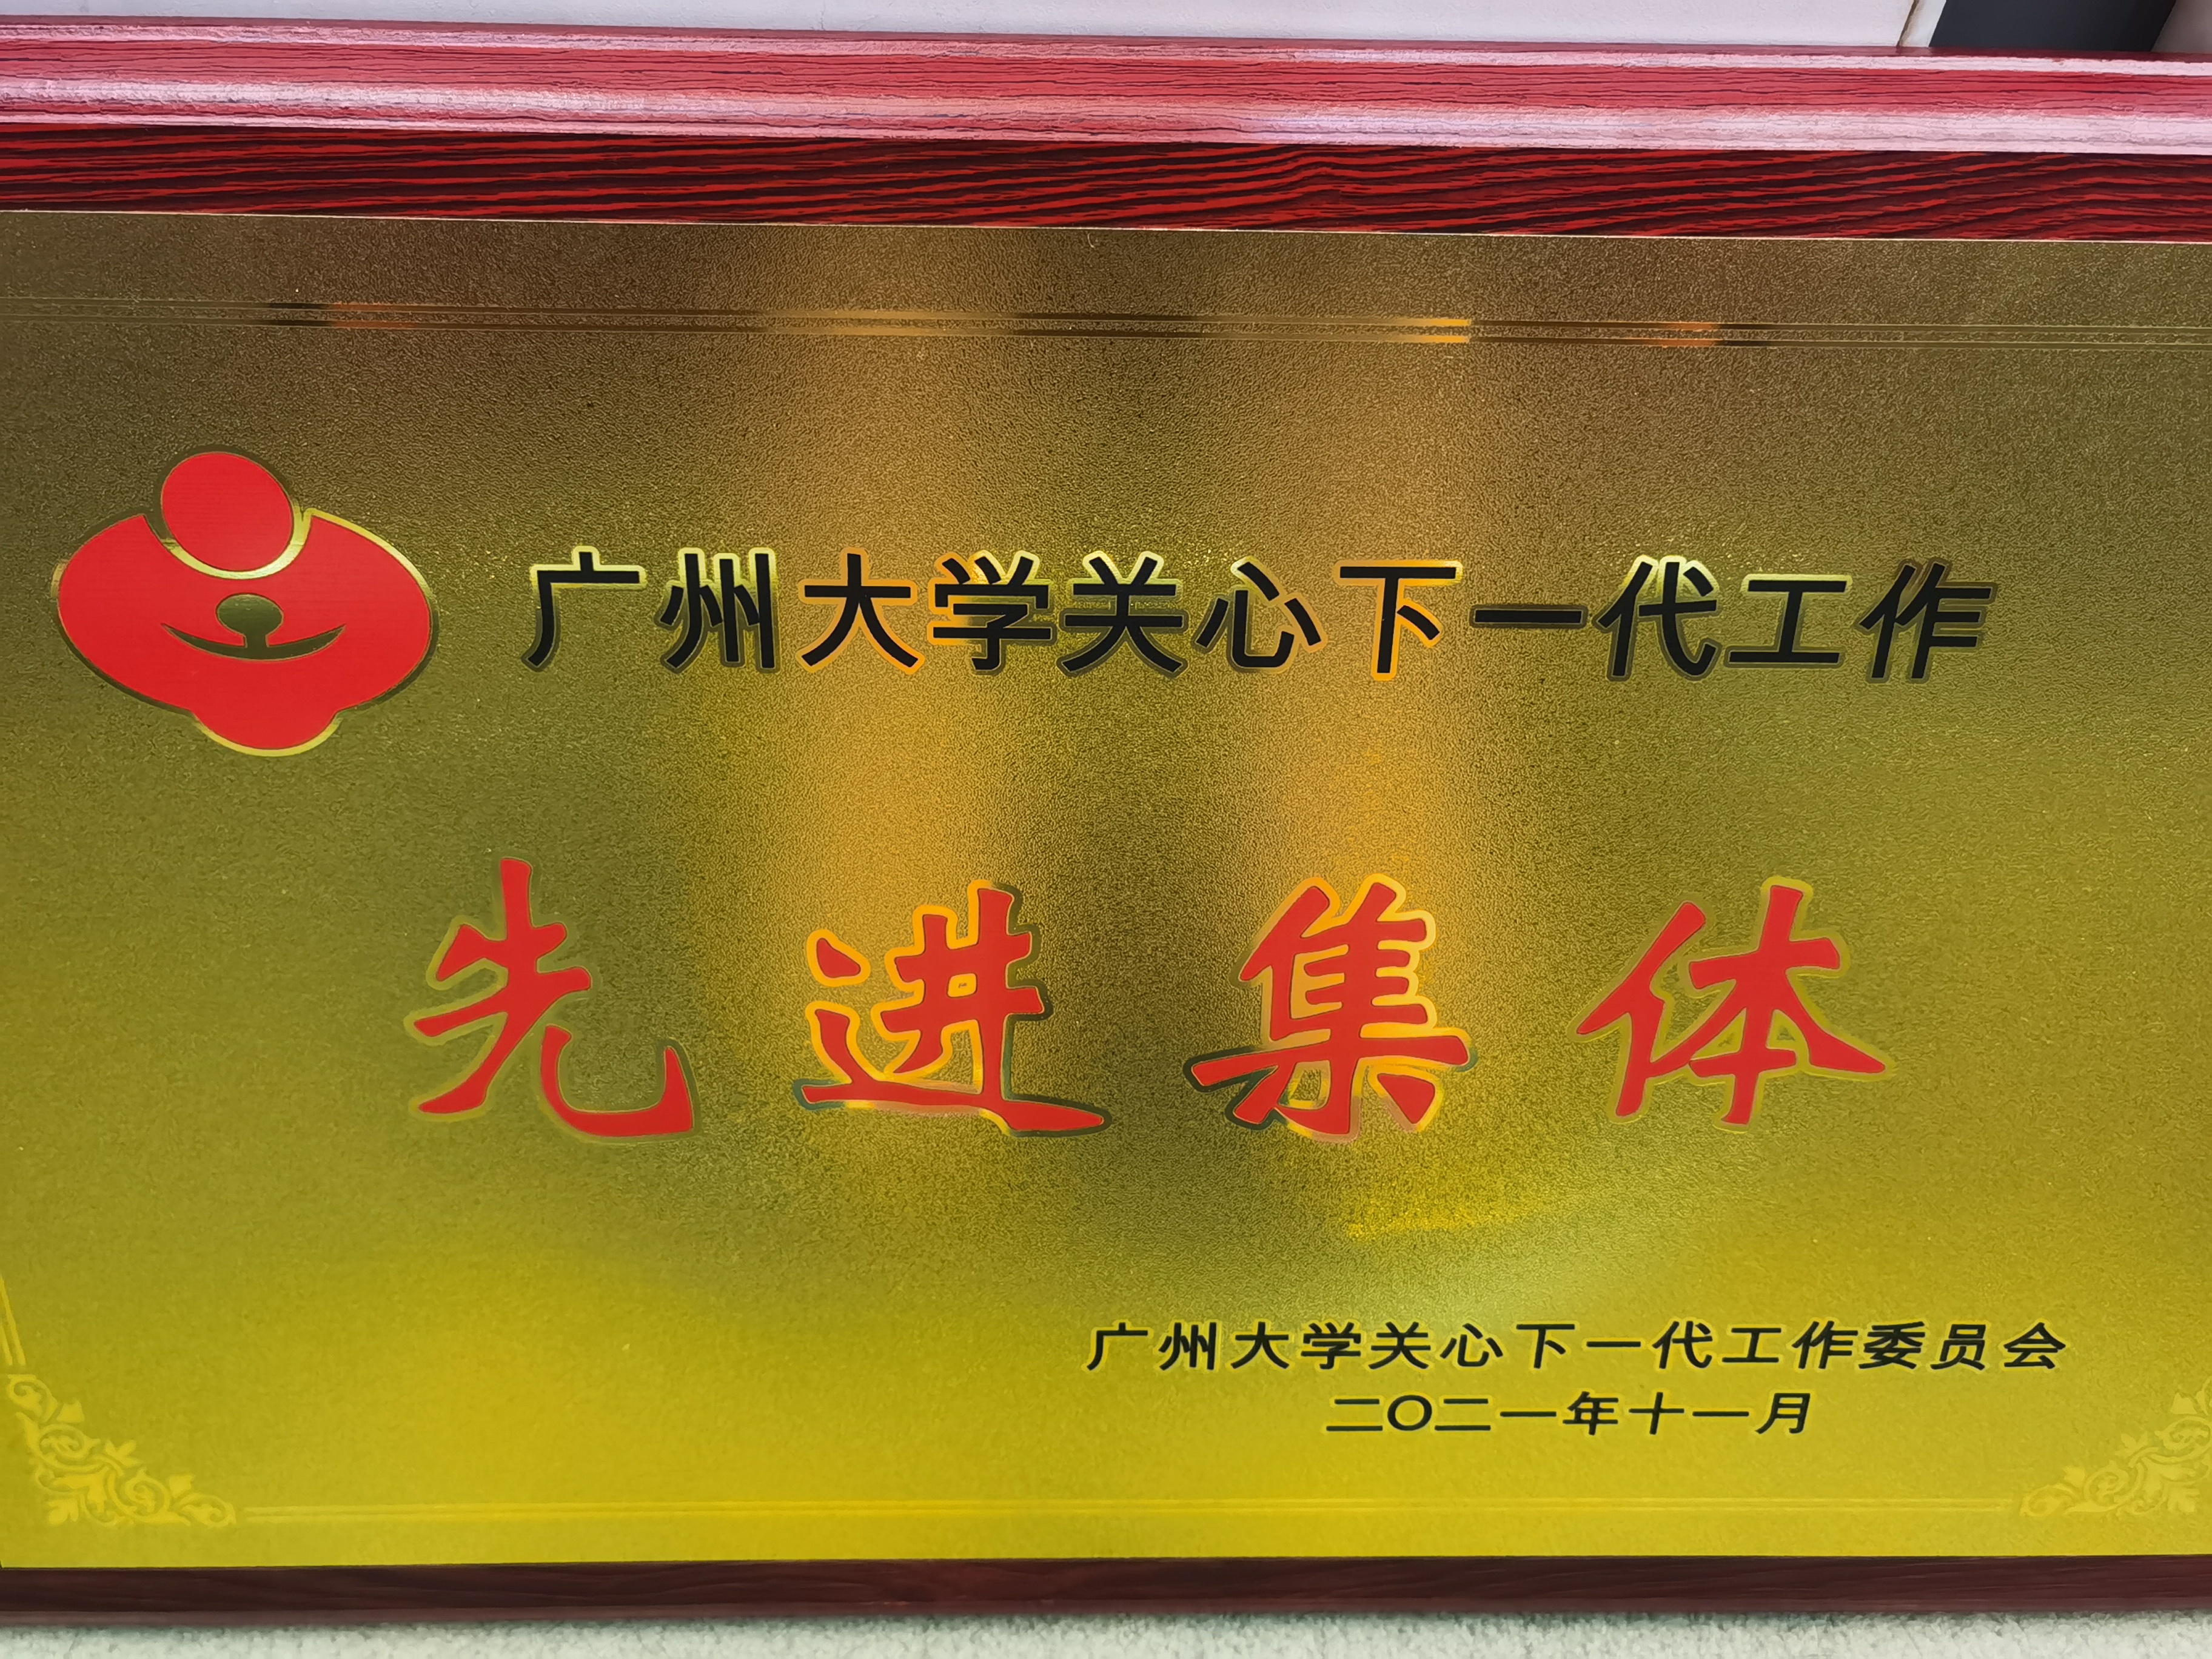 广州大学关心下一代工作
先进集体
广州大学关心下一代工作委员会
二〇二一年十一月